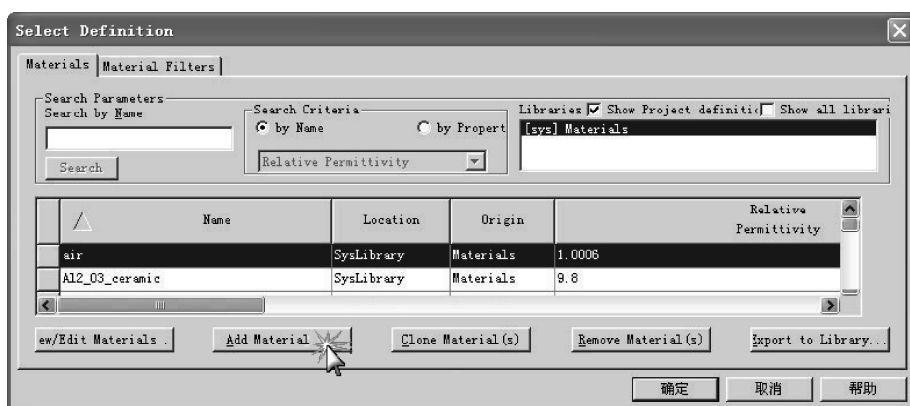 Select Definition
Materials Material Filters
Search Parameters
Search by Name
Search
Search Criteria
by Name by Propert
Relative Permittivity
Libraries Show Project definitic Show all librari
[sys] Materials
Name Location Origin Relative Permittivity
air SysLibrary Materials 1.0006
Al2_03_ceramic SysLibrary Materials 9.8
ew/Edit Materials . Add Material Clone Material(s) Remove Material(s) Export to Library...
确定 取消 帮助